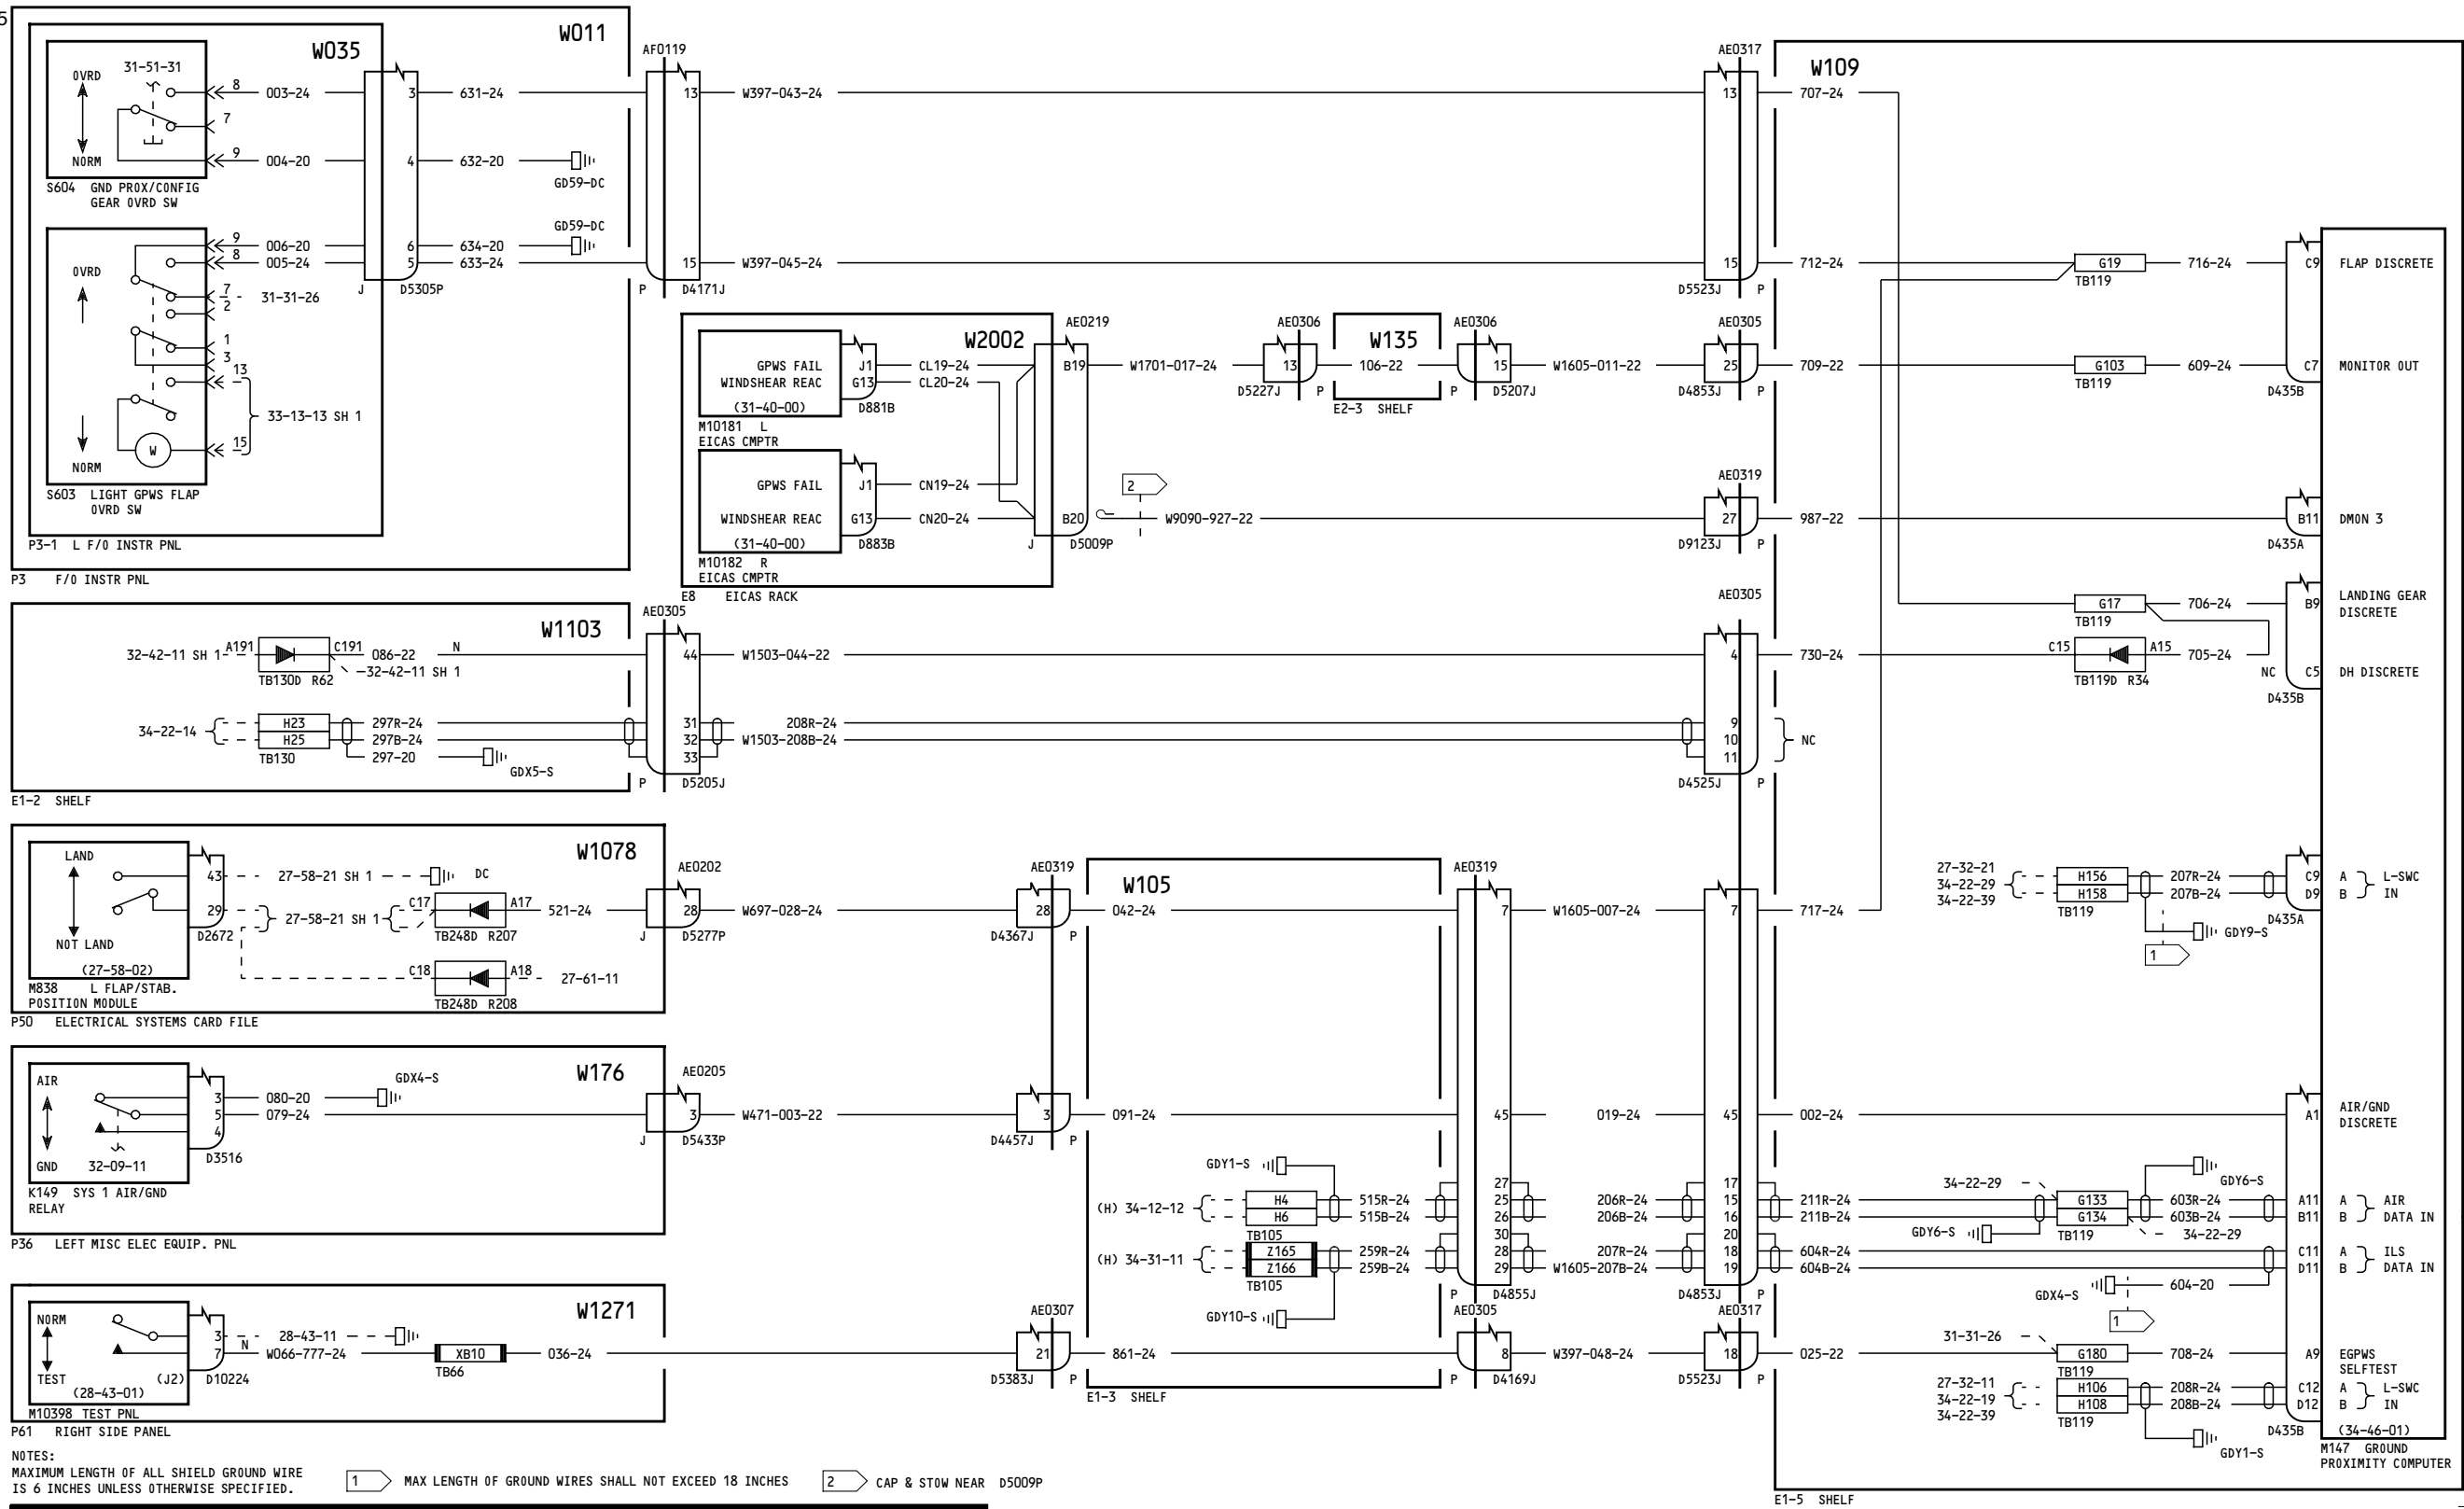 5
W011
W035
31-51-31
OVRD
NORM
8
003-24
7
9
004-20
S604 GND PROX/CONFIG
GEAR OVRD SW
3
631-24
4
632-20
GD59-DC
GD59-DC
AF0119
13
W397-043-24
AE0317
13
W109
707-24
OVRD
NORM
9
006-20
8
005-24
7
2
31-31-26
1
3
13
33-13-13 SH 1
15
W
S603 LIGHT GPWS FLAP
OVRD SW
6
634-20
5
633-24
J
D5305P
P
15
D4171J
W397-045-24
15
D5523J
P
712-24
G19
TB119
716-24
C9
FLAP DISCRETE
P3-1 L F/O INSTR PNL
P3 F/O INSTR PNL
W2002
GPWS FAIL
J1
CL19-24
WINDSHEAR REAC
G13
CL20-24
(31-40-00)
D881B
M10181 L
EICAS CMPTR
GPWS FAIL
J1
CN19-24
WINDSHEAR REAC
G13
CN20-24
(31-40-00)
D883B
M10182 R
EICAS CMPTR
E8 EICAS RACK
AE0219
B19
B20
J
D5009P
W1701-017-24
AE0306
13
D5227J
P
W135
106-22
E2-3 SHELF
AE0306
15
P
D5207J
W1605-011-22
AE0305
25
D4853J
P
709-22
G103
TB119
609-24
C7
D435B
MONITOR OUT
2
W9090-927-22
AE0319
27
D9123J
P
987-22
B11
D435A
DMON 3
W1103
32-42-11 SH 1
A191
C191
086-22
N
32-42-11 SH 1
TB130D R62
34-22-14
H23
H25
TB130
297R-24
297B-24
297-20
GDX5-S
E1-2 SHELF
AE0305
44
31
32
33
P
D5205J
W1503-044-22
208R-24
W1503-208B-24
AE0305
4
9
10
11
D4525J
P
730-24
NC
G17
TB119
706-24
B9
LANDING GEAR
DISCRETE
C15
A15
705-24
TB119D R34
NC
C5
DH DISCRETE
D435B
W1078
LAND
NOT LAND
(27-58-02)
M838 L FLAP/STAB.
POSITION MODULE
43
29
D2672
27-58-21 SH 1
DC
27-58-21 SH 1
C17
A17
521-24
TB248D R207
C18
A18
27-61-11
TB248D R208
P50 ELECTRICAL SYSTEMS CARD FILE
AE0202
28
J
D5277P
W697-028-24
AE0319
28
D4367J
P
W105
042-24
AE0319
7
W1605-007-24
7
717-24
27-32-21
34-22-29
34-22-39
H156
H158
TB119
207R-24
207B-24
GDY9-S
1
C9
D9
D435A
A
B
L-SWC
IN
W176
AIR
GND
32-09-11
K149 SYS 1 AIR/GND
RELAY
3
5
4
D3516
080-20
079-24
GDX4-S
P36 LEFT MISC ELEC EQUIP. PNL
AE0205
3
J
D5433P
W471-003-22
3
D4457J
P
091-24
45
019-24
45
002-24
A1
AIR/GND
DISCRETE
GDY1-S
(H) 34-12-12
H4
H6
TB105
515R-24
515B-24
(H) 34-31-11
Z165
Z166
TB105
259R-24
259B-24
GDY10-S
27
25
26
30
28
29
P
D4855J
206R-24
206B-24
207R-24
W1605-207B-24
17
15
16
20
18
19
D4853J
P
211R-24
211B-24
604R-24
604B-24
34-22-29
G133
G134
TB119
GDY6-S
GDY6-S
603R-24
603B-24
34-22-29
A11
B11
A
B
AIR
DATA IN
C11
D11
A
B
ILS
DATA IN
604-20
GDX4-S
1
W1271
NORM
TEST
(28-43-01)
(J2)
M10398 TEST PNL
3
7
D10224
28-43-11
N
W066-777-24
XB10
TB66
036-24
P61 RIGHT SIDE PANEL
AE0307
21
D5383J
P
861-24
E1-3 SHELF
AE0305
8
P
D4169J
W397-048-24
AE0317
18
D5523J
P
025-22
31-31-26
G180
TB119
708-24
A9
EGPWS
SELFTEST
27-32-11
34-22-19
34-22-39
H106
H108
TB119
208R-24
208B-24
GDY1-S
C12
D12
D435B
A
B
L-SWC
IN
(34-46-01)
M147 GROUND
PROXIMITY COMPUTER
E1-5 SHELF
NOTES:
MAXIMUM LENGTH OF ALL SHIELD GROUND WIRE
IS 6 INCHES UNLESS OTHERWISE SPECIFIED.
1 MAX LENGTH OF GROUND WIRES SHALL NOT EXCEED 18 INCHES
2 CAP & STOW NEAR D5009P